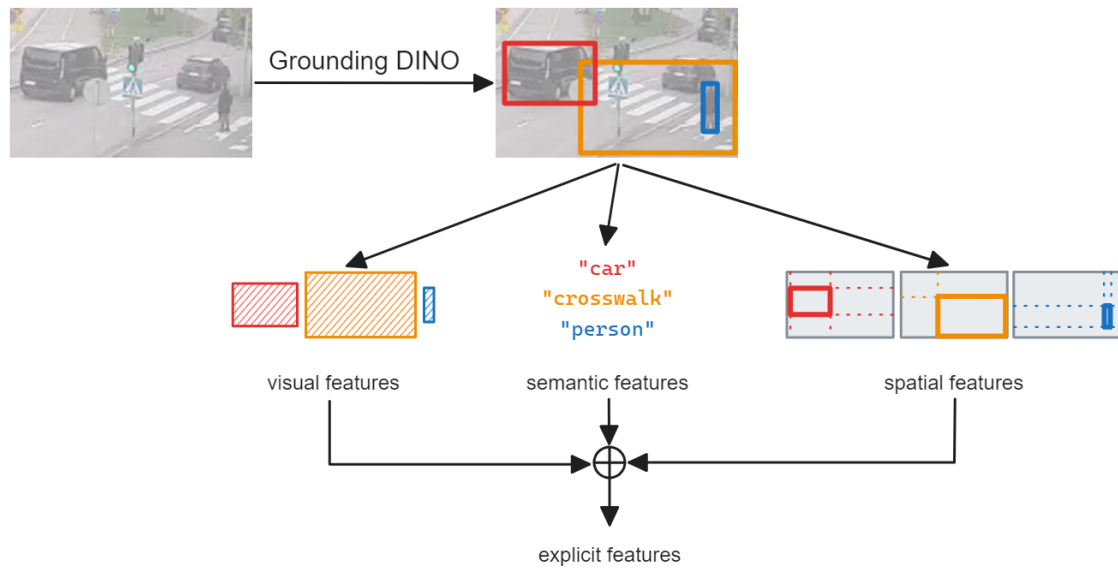 Grounding DINO
"car"
"crosswalk"
"person"
visual features
semantic features
spatial features
explicit features